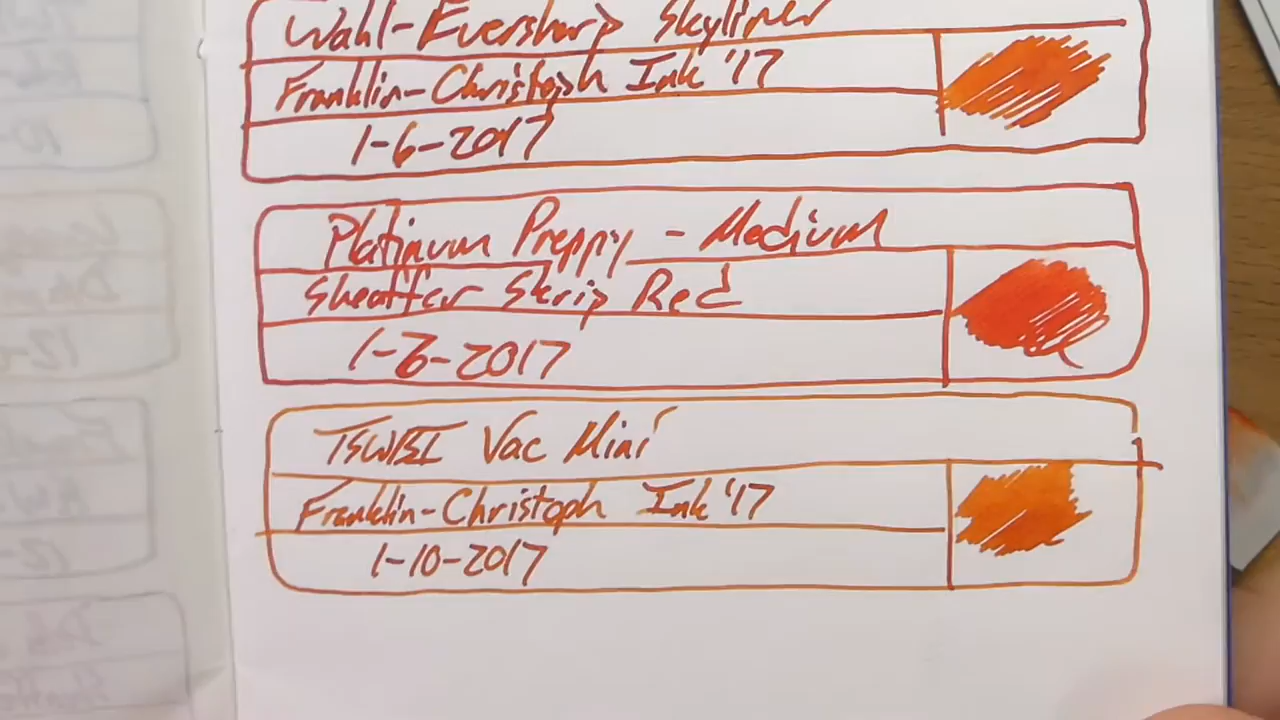 Wahl-Eversharp Skyliner
Franklin-Christoph Ink '17
1-6-2017
Platinum Preppy - Medium
Sheaffer Skrip Red
1-6-2017
TSWBI Vac Mini
Franklin-Christoph Ink '17
1-10-2017